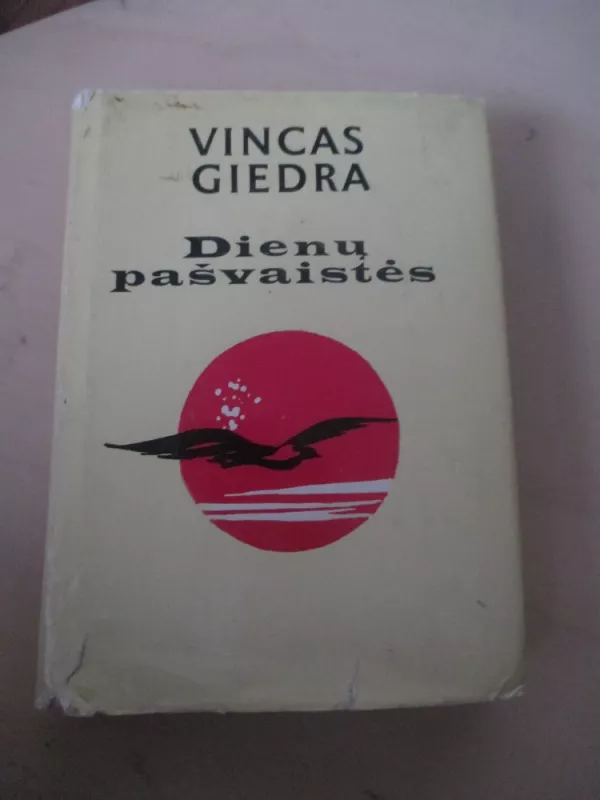 VINCAS
GIEDRA
Dienų
pašvaistės